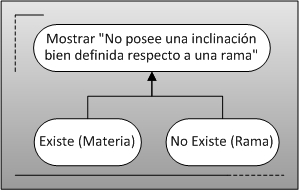 Mostrar "No posee una inclinación
bien definida respecto a una rama"
Existe (Materia)
No Existe (Rama)